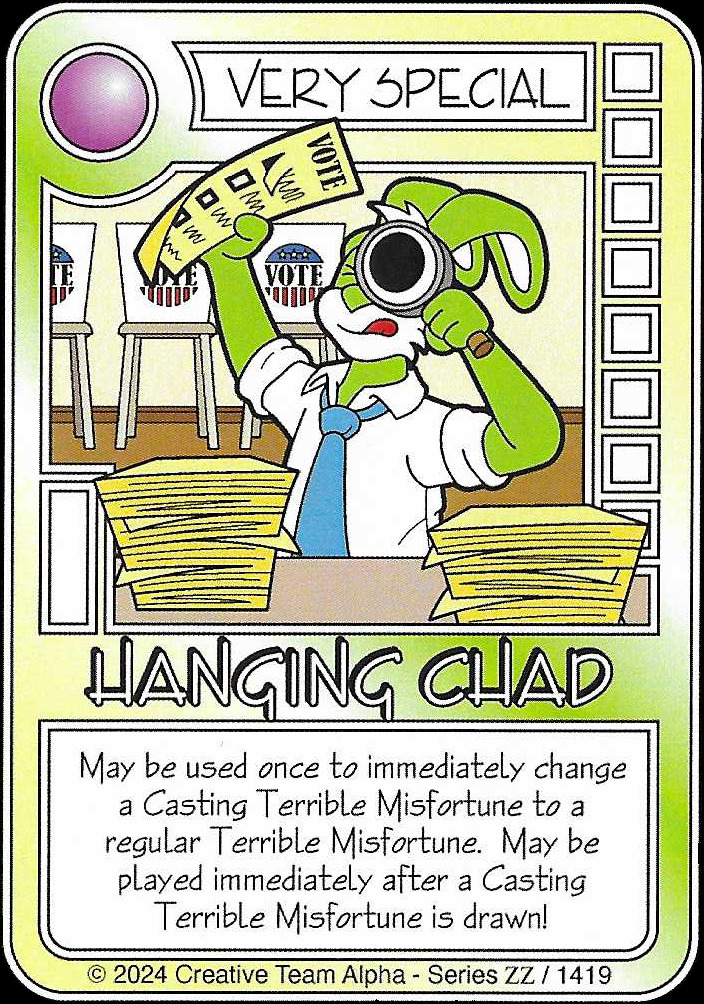 VERY SPECIAL
VOTE
TE
VOTE
VOTE
HANGING CHAD
May be used once to immediately change
a Casting Terrible Misfortune to a
regular Terrible Misfortune.  May be
played immediately after a Casting
Terrible Misfortune is drawn!
© 2024 Creative Team Alpha - Series ZZ / 1419